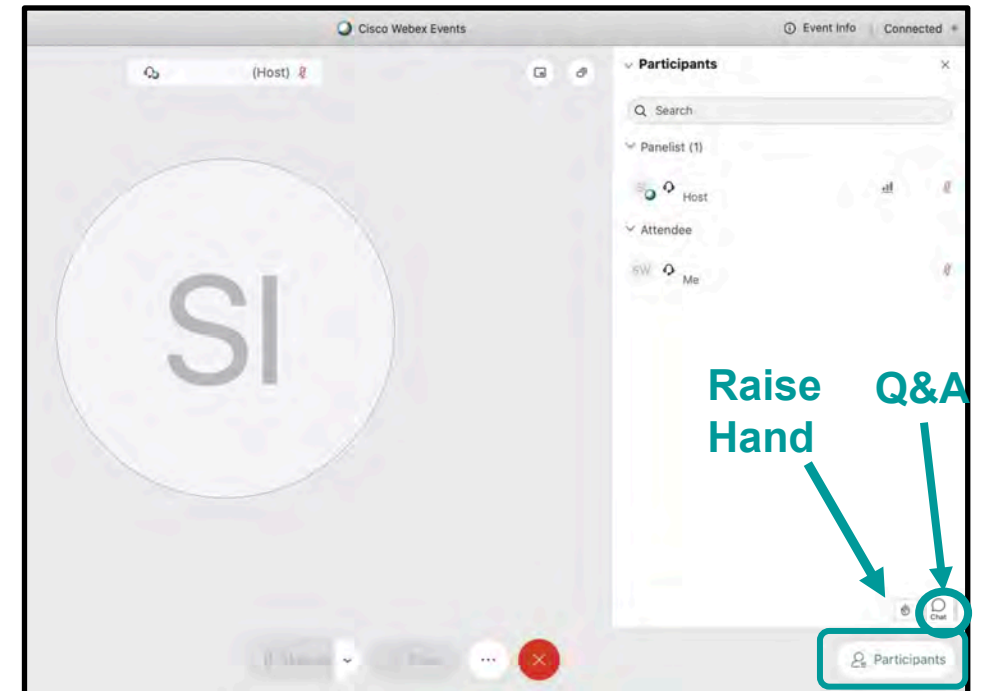 Cisco Webex Events
Event Info
Connected
(Host)
Participants
Search
Panelist (1)
Host
Attendee
SW
Me
SI
Raise
Hand
Q&A
Chat
Participants